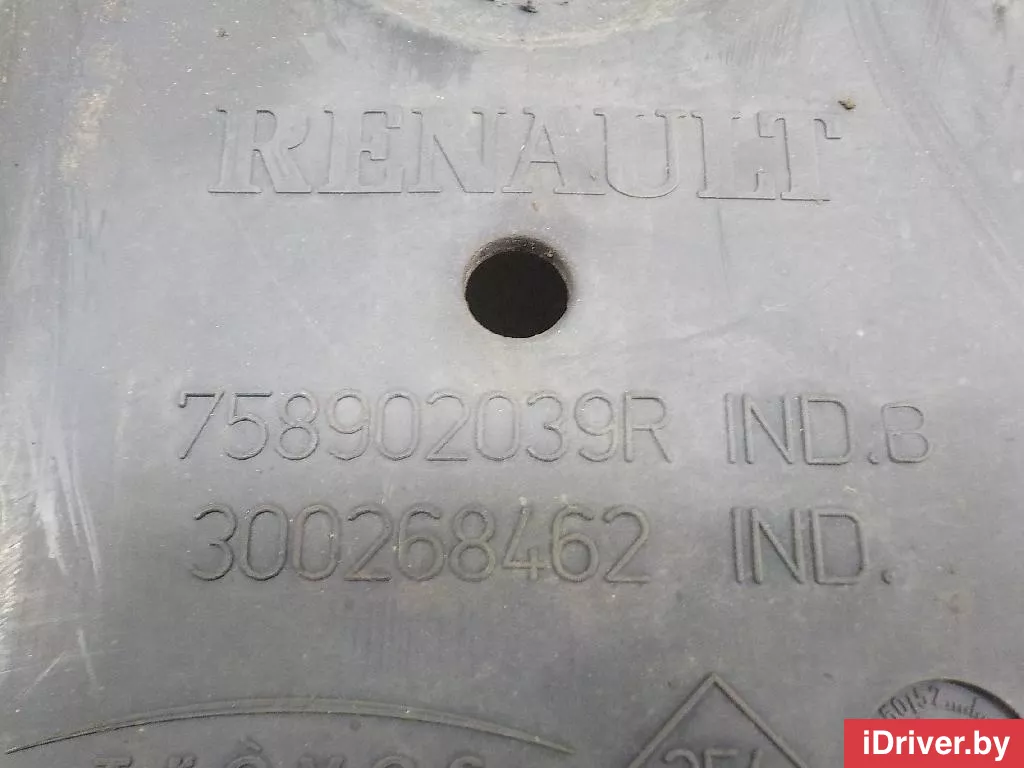 RENAULT
758902039R IND.B
300268462 IND.
iDriver.by